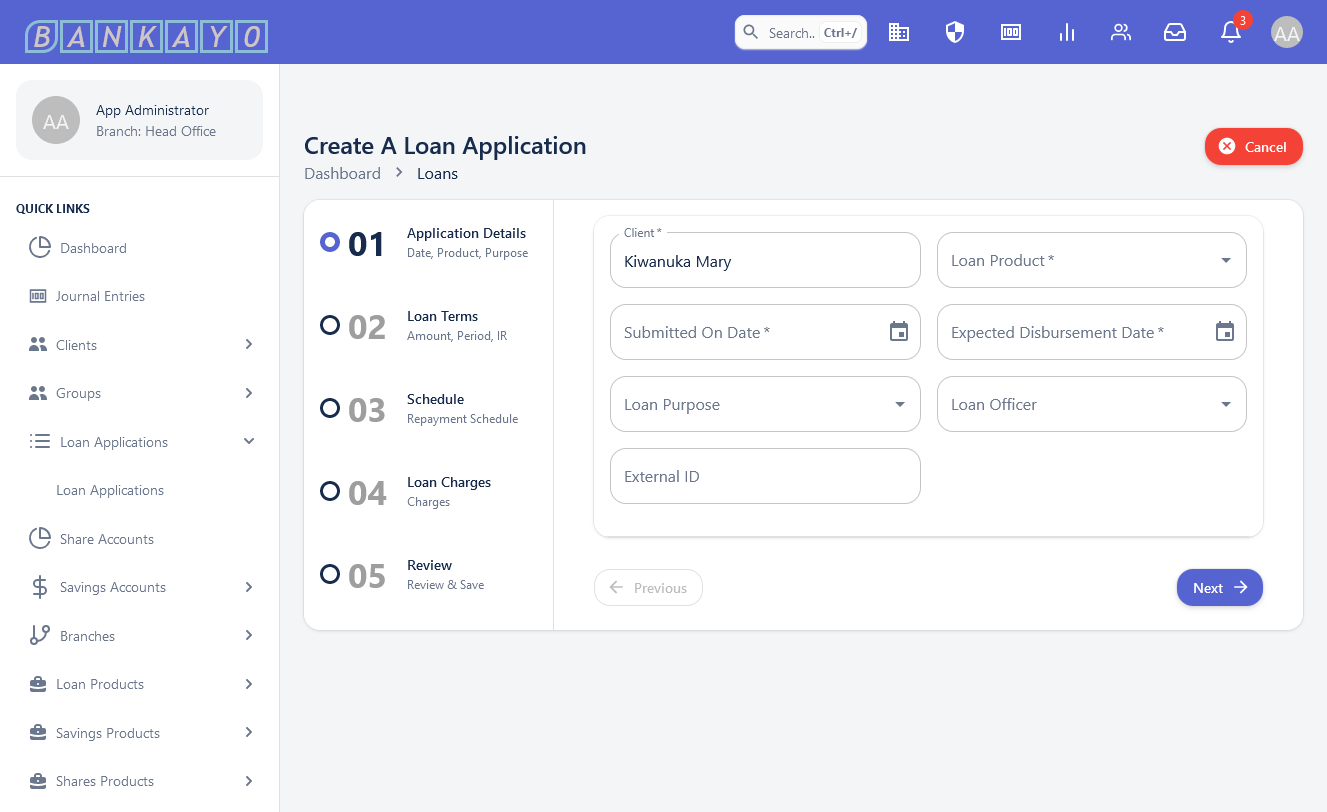 BANKAYO
Search.. Ctrl+/
3
AA
AA
App Administrator
Branch: Head Office
QUICK LINKS
Dashboard
Journal Entries
Clients
Groups
Loan Applications
Loan Applications
Share Accounts
Savings Accounts
Branches
Loan Products
Savings Products
Shares Products
Create A Loan Application
Dashboard > Loans
Cancel
01 Application Details
Date, Product, Purpose
02 Loan Terms
Amount, Period, IR
03 Schedule
Repayment Schedule
04 Loan Charges
Charges
05 Review
Review & Save
Client *
Kiwanuka Mary
Loan Product *
Submitted On Date *
Expected Disbursement Date *
Loan Purpose
Loan Officer
External ID
Previous
Next